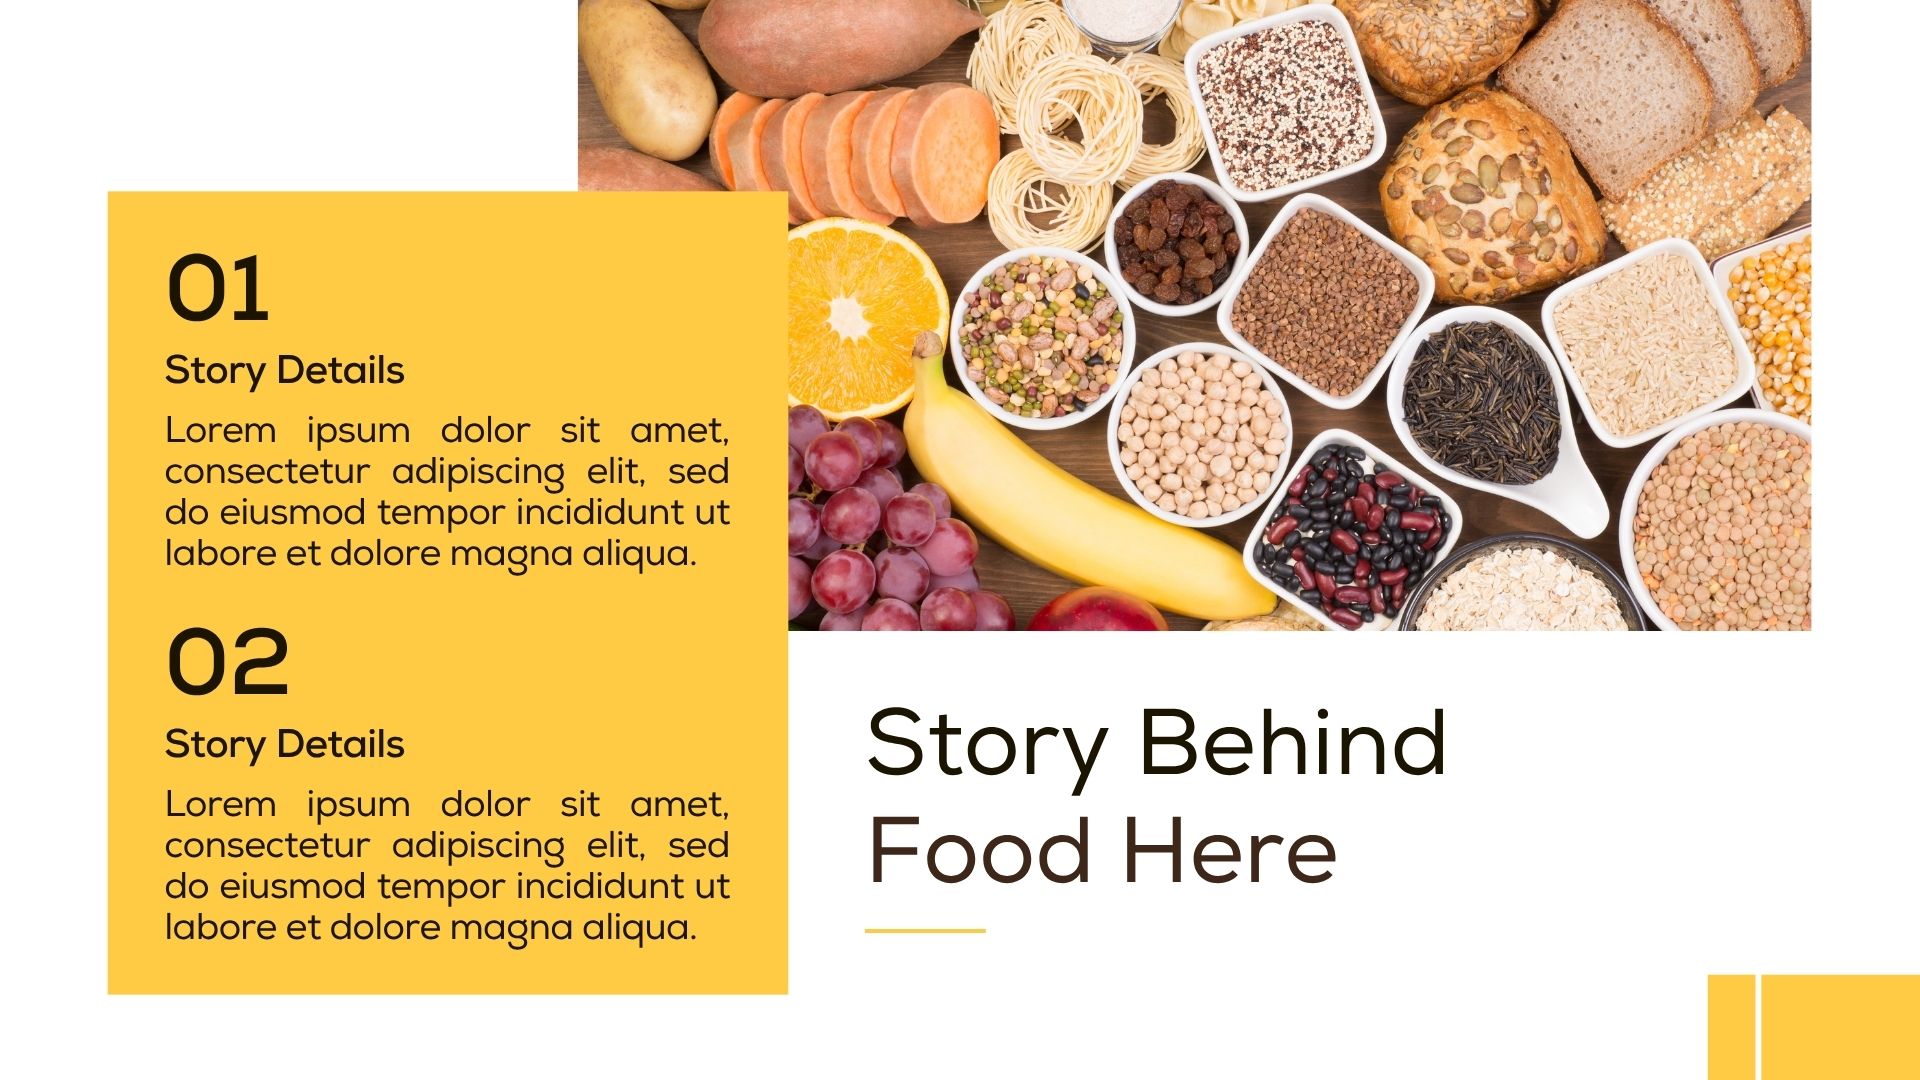 01
Story Details
Lorem ipsum dolor sit amet,
consectetur adipiscing elit, sed
do eiusmod tempor incididunt ut
labore et dolore magna aliqua.
02
Story Details
Lorem ipsum dolor sit amet,
consectetur adipiscing elit, sed
do eiusmod tempor incididunt ut
labore et dolore magna aliqua.
Story Behind
Food Here